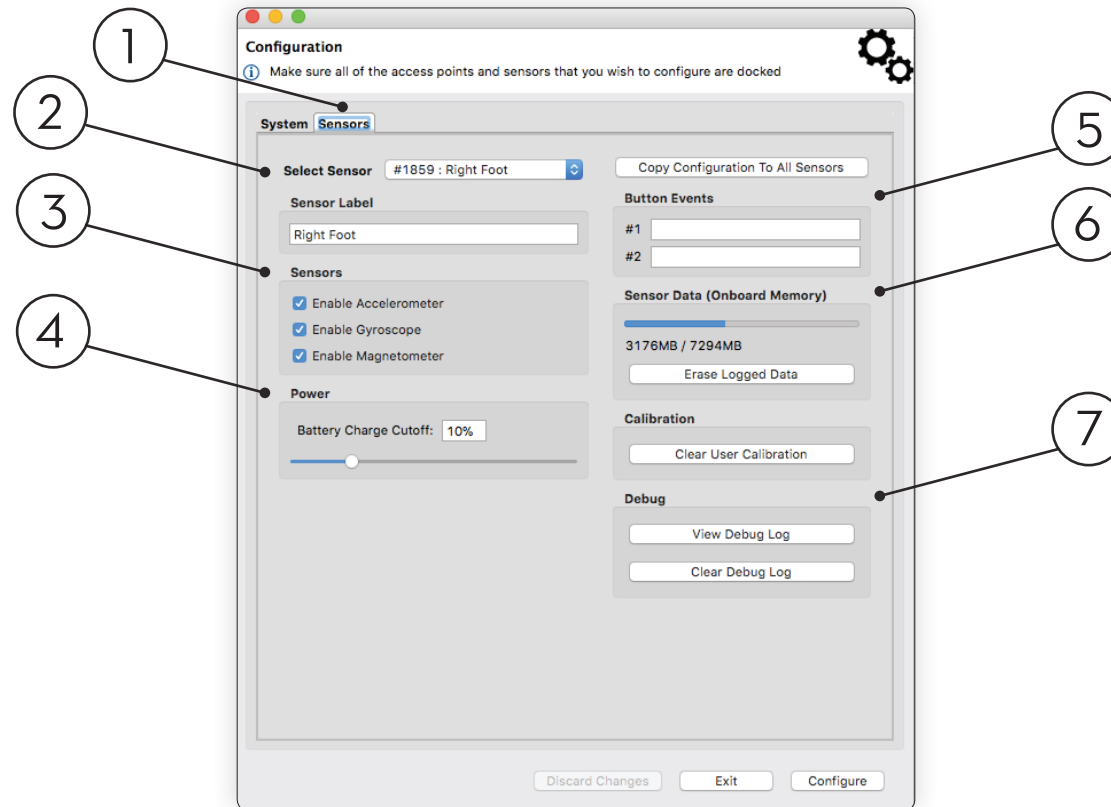 Configuration
Make sure all of the access points and sensors that you wish to configure are docked
1
2
3
4
5
6
7
System Sensors
Select Sensor #1859 : Right Foot
Sensor Label
Right Foot
Sensors
Enable Accelerometer
Enable Gyroscope
Enable Magnetometer
Power
Battery Charge Cutoff: 10%
Copy Configuration To All Sensors
Button Events
#1
#2
Sensor Data (Onboard Memory)
3176MB / 7294MB
Erase Logged Data
Calibration
Clear User Calibration
Debug
View Debug Log
Clear Debug Log
Discard Changes Exit Configure